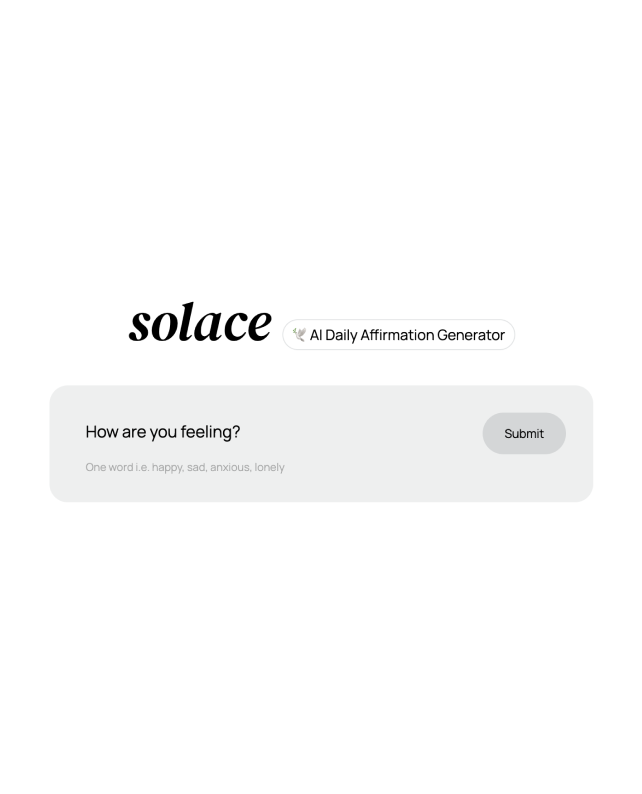 solace
🕊 AI Daily Affirmation Generator
How are you feeling?
Submit
One word i.e. happy, sad, anxious, lonely